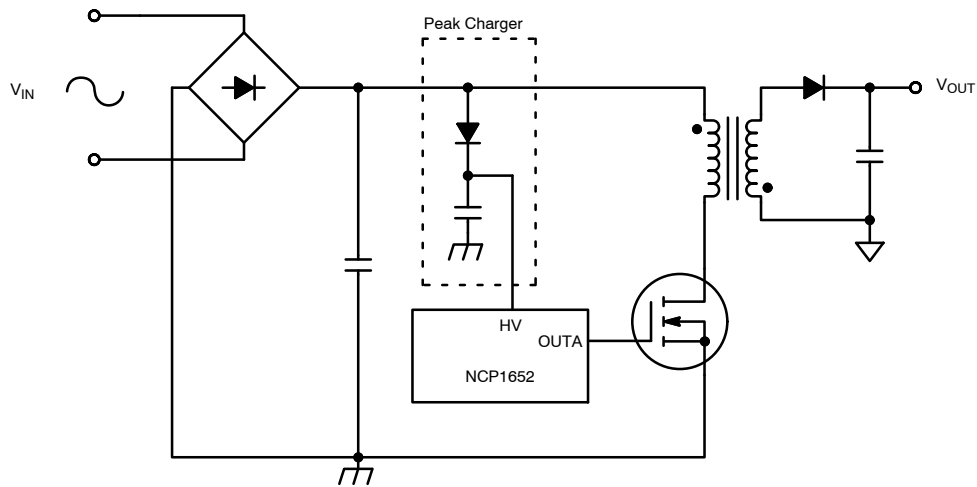 Peak Charger
VIN
VOUT
HV
OUTA
NCP1652